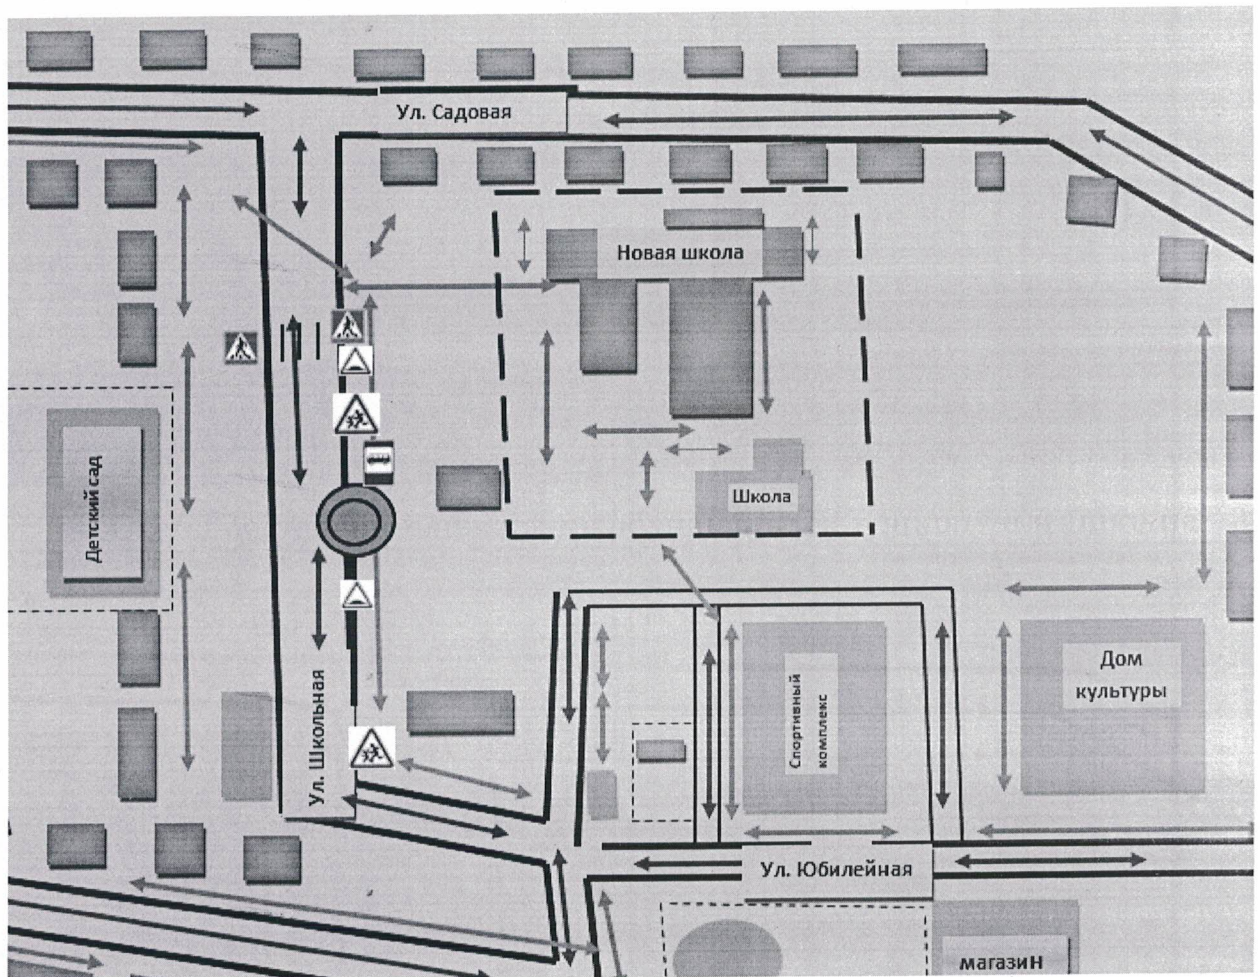 Ул. Садовая
Новая школа
Детский сад
Школа
Ул. Школьная
Спортивный
комплекс
Дом
культуры
Ул. Юбилейная
магазин